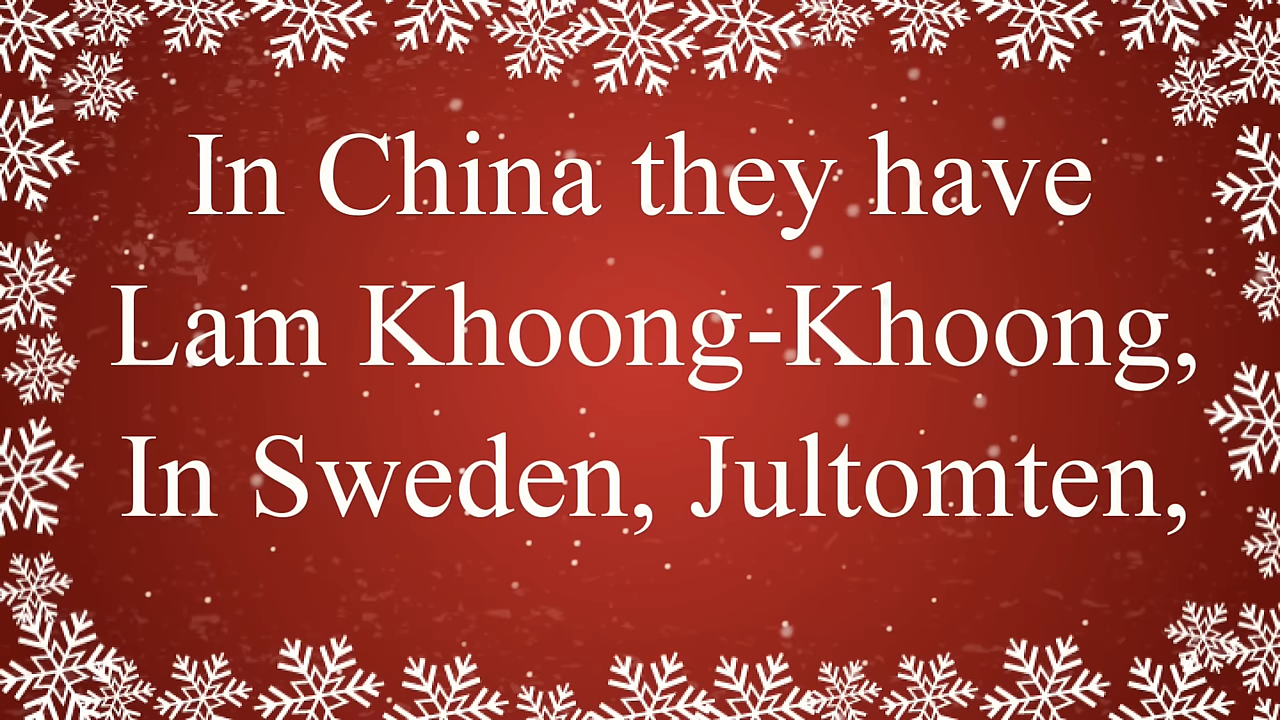 In China they have
Lam Khoong-Khoong,
In Sweden, Jultomten,